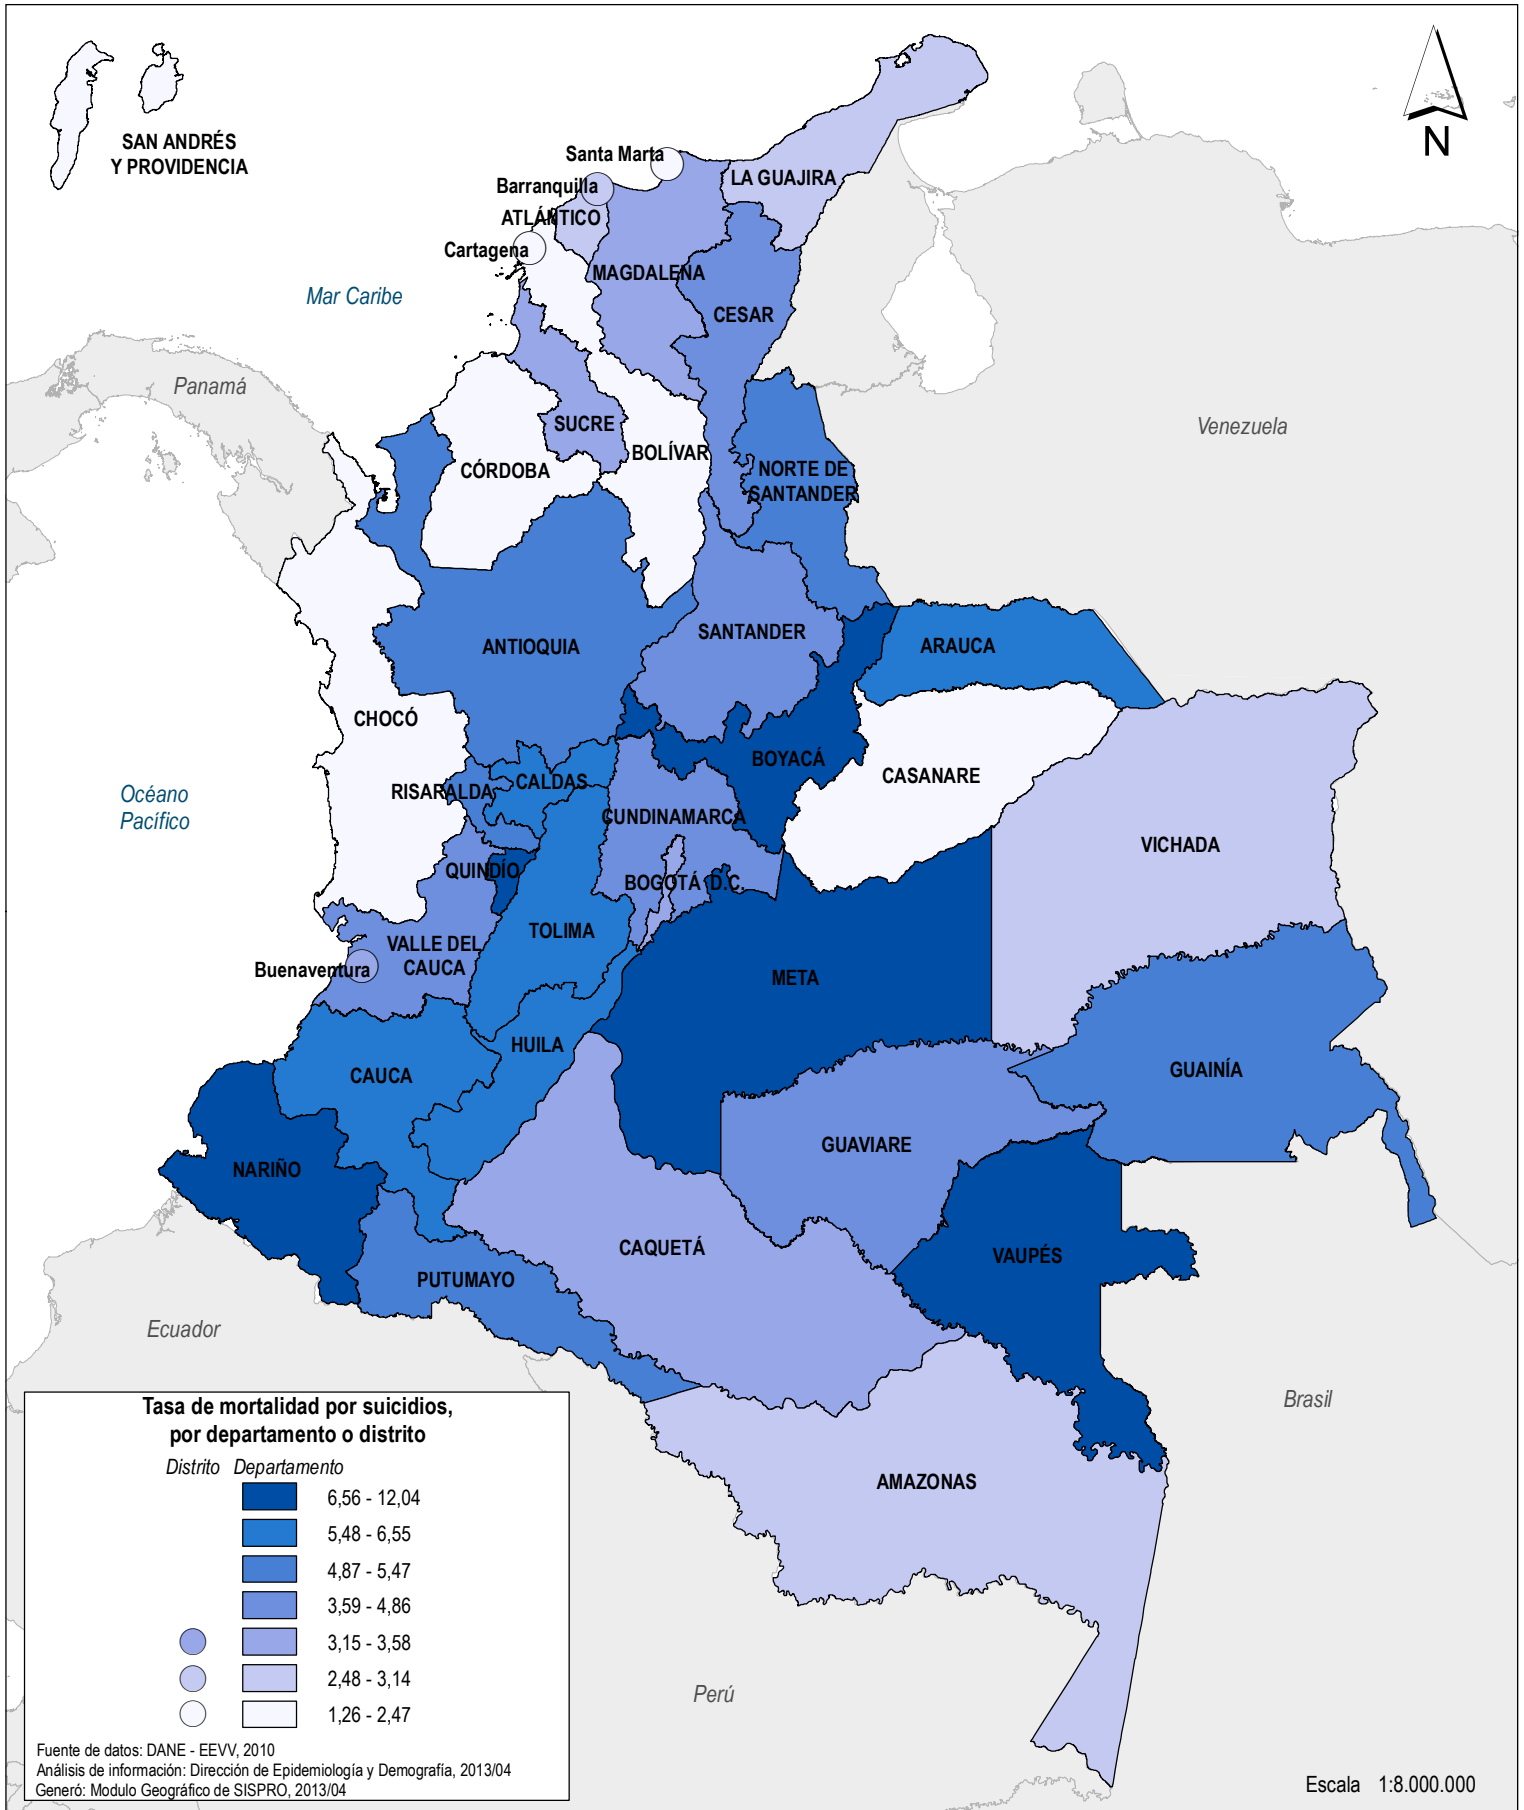 SAN ANDRÉS
Y PROVIDENCIA
N
Santa Marta
Barranquilla
LA GUAJIRA
ATLÁNTICO
Cartagena
MAGDALENA
Mar Caribe
CESAR
Panamá
SUCRE
Venezuela
BOLÍVAR
CÓRDOBA
NORTE DE
SANTANDER
SANTANDER
ANTIOQUIA
ARAUCA
CHOCÓ
BOYACÁ
CASANARE
RISARALDA
CALDAS
Océano
Pacífico
CUNDINAMARCA
VICHADA
QUINDÍO
BOGOTÁ D.C.
TOLIMA
VALLE DEL
CAUCA
Buenaventura
META
HUILA
CAUCA
GUAINÍA
GUAVIARE
NARIÑO
CAQUETÁ
VAUPÉS
PUTUMAYO
Ecuador
Brasil
AMAZONAS
Perú
Tasa de mortalidad por suicidios,
por departamento o distrito
Distrito Departamento
6,56 - 12,04
5,48 - 6,55
4,87 - 5,47
3,59 - 4,86
3,15 - 3,58
2,48 - 3,14
1,26 - 2,47
Fuente de datos: DANE - EEVV, 2010
Análisis de información: Dirección de Epidemiología y Demografía, 2013/04
Generó: Modulo Geográfico de SISPRO, 2013/04
Escala 1:8.000.000